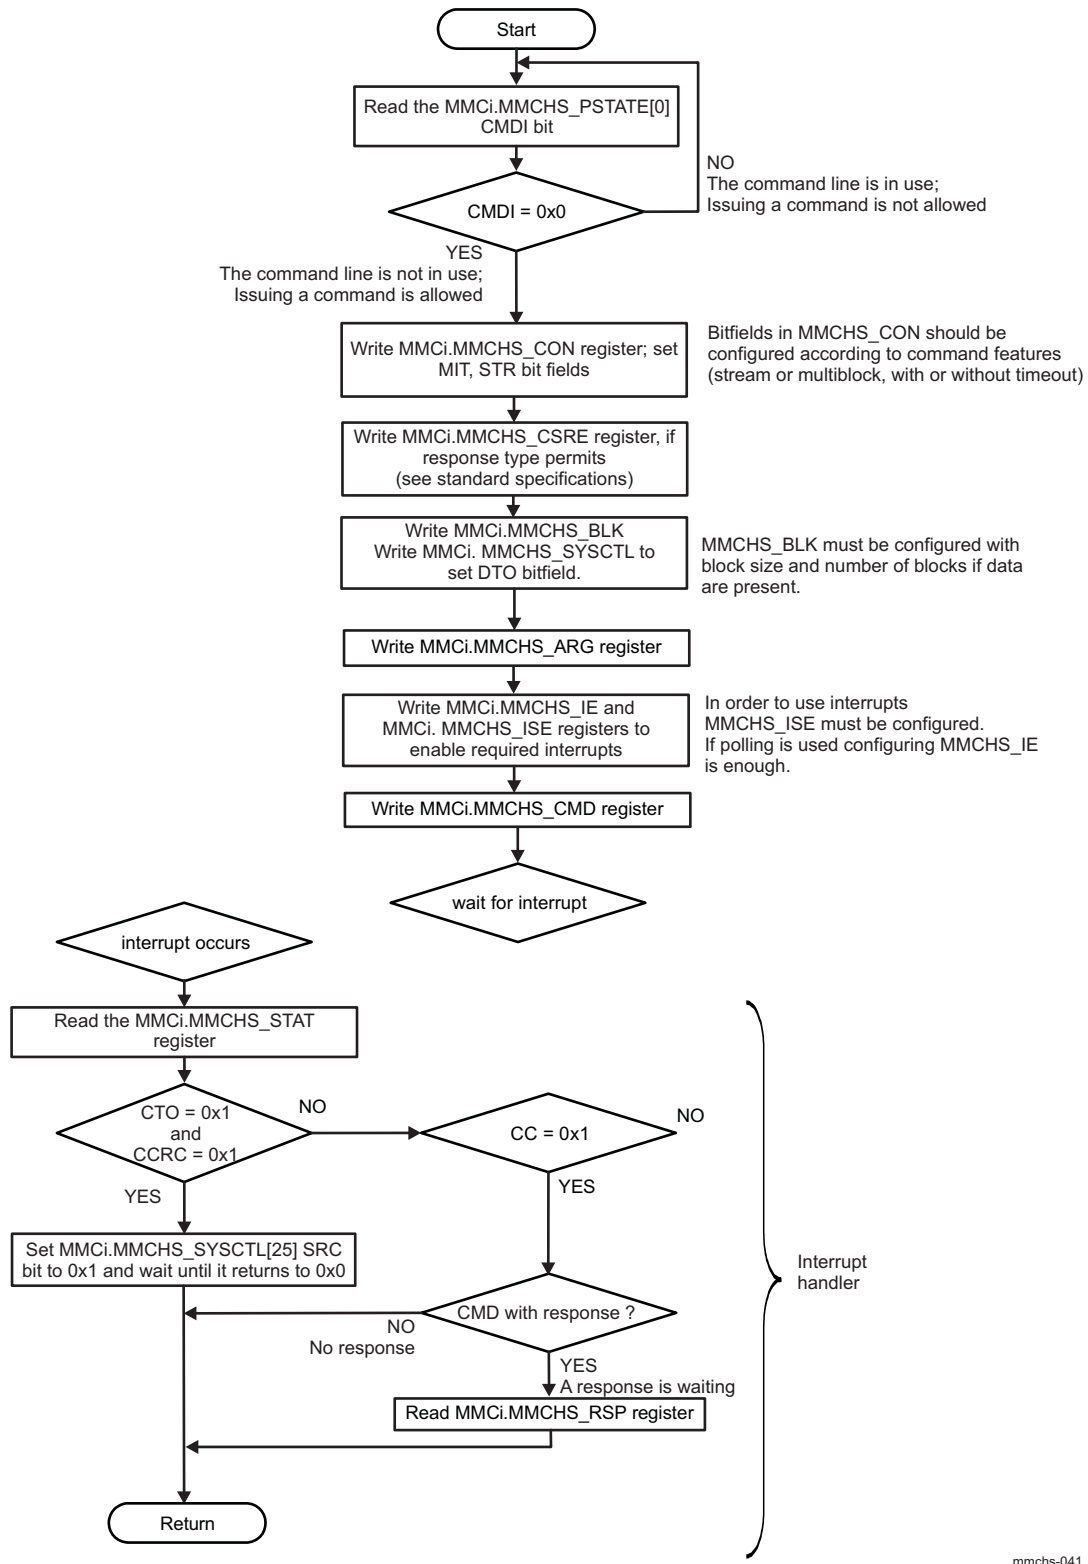 Start
Read the MMCi.MMCHS_PSTATE[0]
CMDI bit
NO
The command line is in use;
Issuing a command is not allowed
CMDI = 0x0
YES
The command line is not in use;
Issuing a command is allowed
Write MMCi.MMCHS_CON register; set
MIT, STR bit fields
Bitfields in MMCHS_CON should be
configured according to command features
(stream or multiblock, with or without timeout)
Write MMCi.MMCHS_CSRE register, if
response type permits
(see standard specifications)
Write MMCi.MMCHS_BLK
Write MMCi. MMCHS_SYSCTL to
set DTO bitfield.
MMCHS_BLK must be configured with
block size and number of blocks if data
are present.
Write MMCi.MMCHS_ARG register
Write MMCi.MMCHS_IE and
MMCi. MMCHS_ISE registers to
enable required interrupts
In order to use interrupts
MMCHS_ISE must be configured.
If polling is used configuring MMCHS_IE
is enough.
Write MMCi.MMCHS_CMD register
wait for interrupt
interrupt occurs
Read the MMCi.MMCHS_STAT
register
CTO = 0x1
and
CCRC = 0x1
NO
CC = 0x1
NO
YES
YES
Set MMCi.MMCHS_SYSCTL[25] SRC
bit to 0x1 and wait until it returns to 0x0
Interrupt
handler
CMD with response ?
NO
No response
YES
A response is waiting
Read MMCi.MMCHS_RSP register
Return
mmchs-041